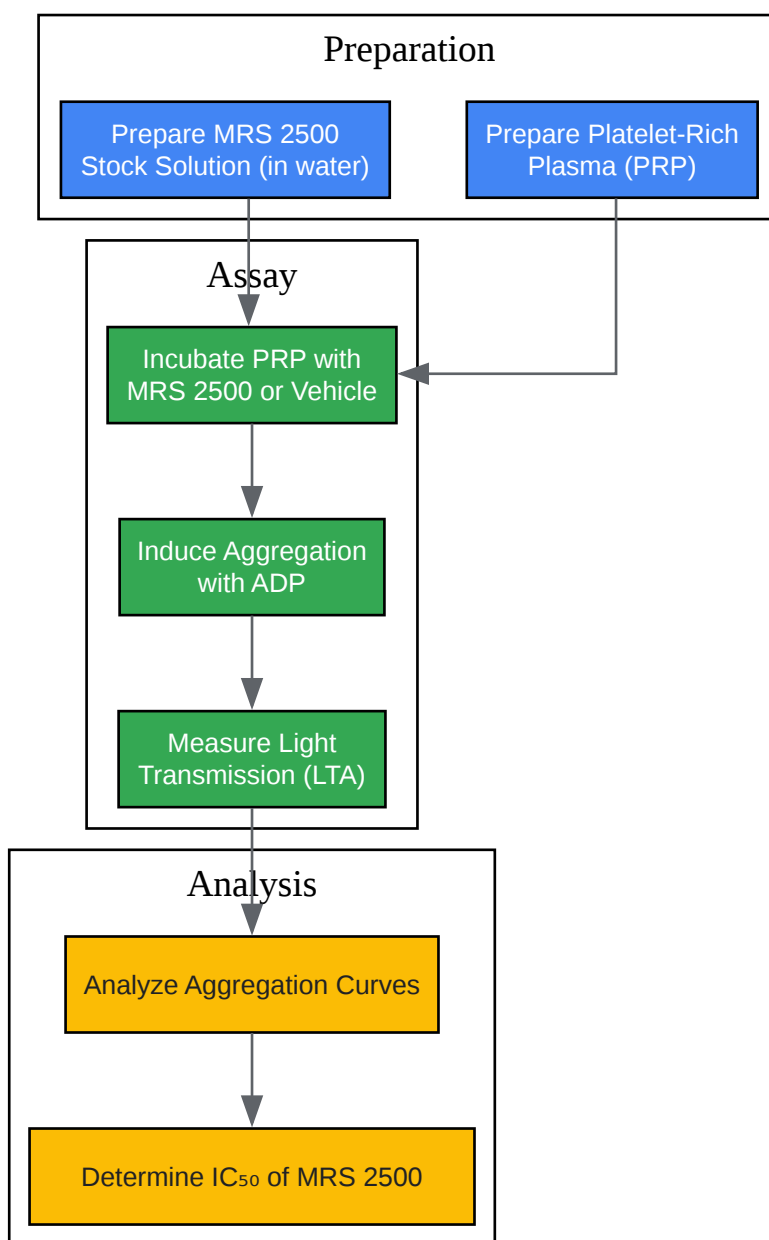 Preparation
Prepare MRS 2500
Stock Solution (in water)
Prepare Platelet-Rich
Plasma (PRP)
Assay
Incubate PRP with
MRS 2500 or Vehicle
Induce Aggregation
with ADP
Measure Light
Transmission (LTA)
Analysis
Analyze Aggregation Curves
Determine IC₅₀ of MRS 2500